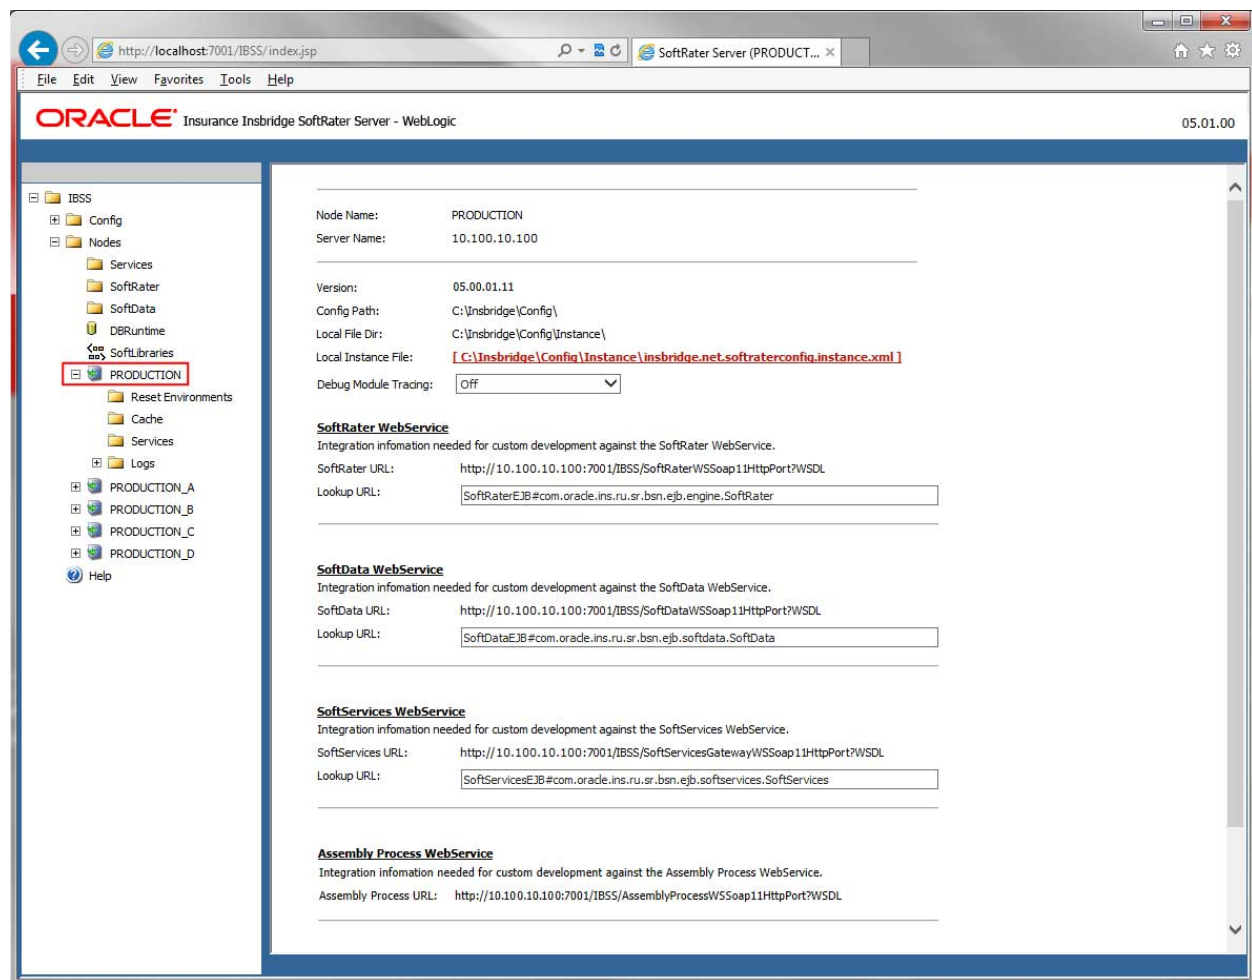 http://localhost:7001/IBSS/index.jsp
SoftRater Server (PRODUCT...
File Edit View Favorites Tools Help
ORACLE Insurance Insbridge SoftRater Server - WebLogic
05.01.00
IBSS
Config
Nodes
Services
SoftRater
SoftData
DBRuntime
SoftLibraries
PRODUCTION
Reset Environments
Cache
Services
Logs
PRODUCTION_A
PRODUCTION_B
PRODUCTION_C
PRODUCTION_D
Help
Node Name: PRODUCTION
Server Name: 10.100.10.100
Version: 05.00.01.11
Config Path: C:\Insbridge\Config\
Local File Dir: C:\Insbridge\Config\Instance\
Local Instance File: [ C:\Insbridge\Config\Instance\insbridge.net.softraterconfig.instance.xml ]
Debug Module Tracing: Off
SoftRater WebService
Integration infomation needed for custom development against the SoftRater WebService.
SoftRater URL: http://10.100.10.100:7001/IBSS/SoftRaterWSSoap11HttpPort?WSDL
Lookup URL: SoftRaterEJB#com.oracle.ins.ru.sr.bsn.ejb.engine.SoftRater
SoftData WebService
Integration infomation needed for custom development against the SoftData WebService.
SoftData URL: http://10.100.10.100:7001/IBSS/SoftDataWSSoap11HttpPort?WSDL
Lookup URL: SoftDataEJB#com.oracle.ins.ru.sr.bsn.ejb.softdata.SoftData
SoftServices WebService
Integration infomation needed for custom development against the SoftServices WebService.
SoftServices URL: http://10.100.10.100:7001/IBSS/SoftServicesGatewayWSSoap11HttpPort?WSDL
Lookup URL: SoftServicesEJB#com.oracle.ins.ru.sr.bsn.ejb.softservices.SoftServices
Assembly Process WebService
Integration infomation needed for custom development against the Assembly Process WebService.
Assembly Process URL: http://10.100.10.100:7001/IBSS/AssemblyProcessWSSoap11HttpPort?WSDL